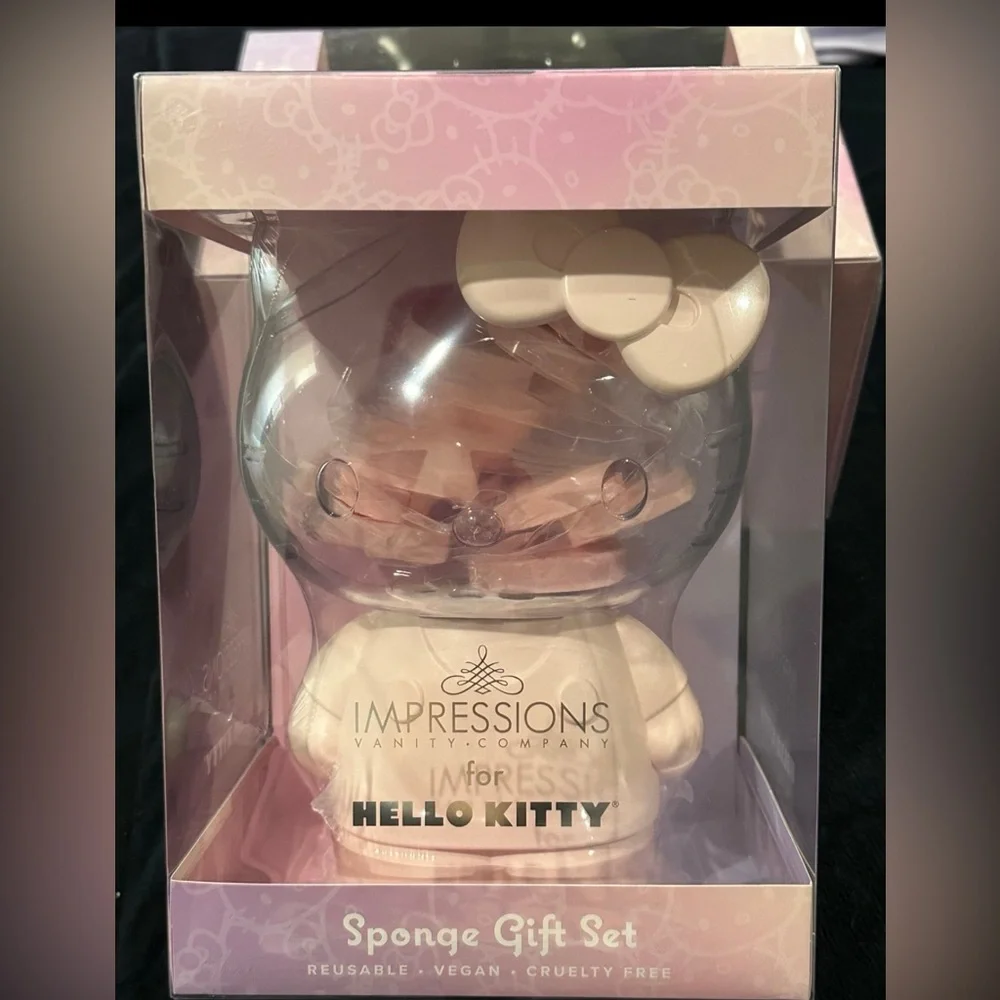 IMPRESSIONS
VANITY • COMPANY
for
HELLO KITTY®
Sponge Gift Set
REUSABLE • VEGAN • CRUELTY FREE